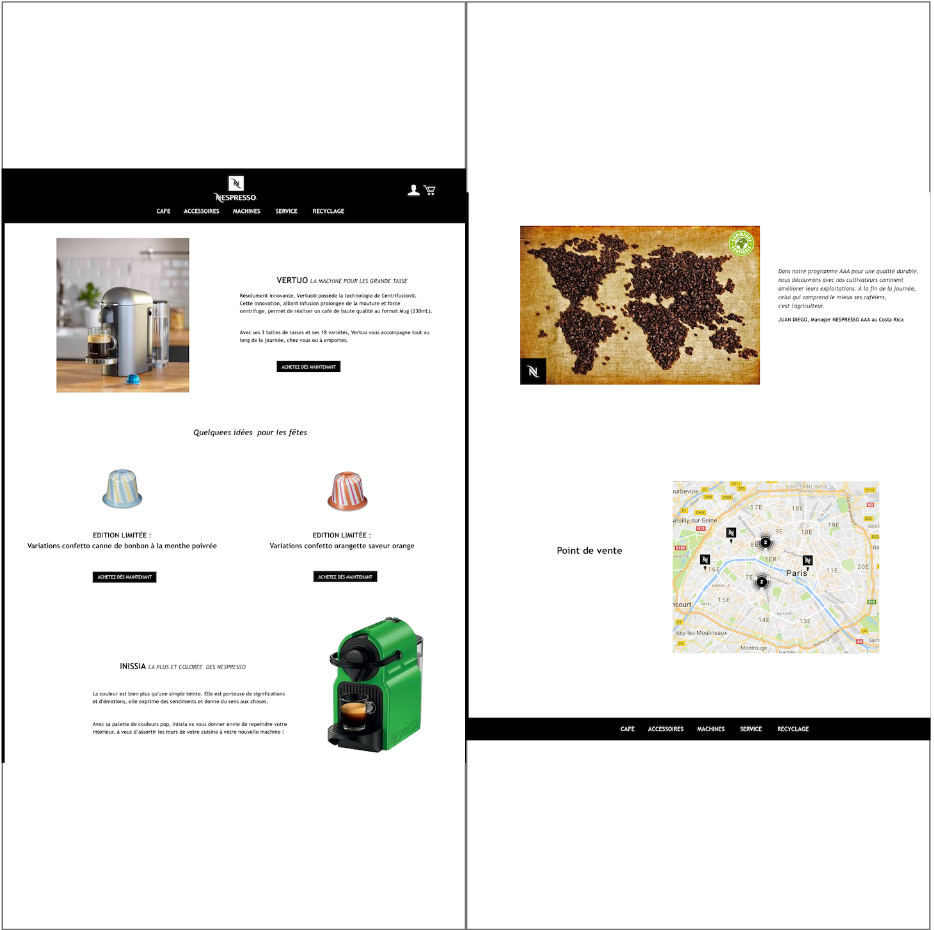 NESPRESSO
CAFE ACCESSOIRES MACHINES SERVICE RECYCLAGE
VERTUO LA MACHINE POUR LES GRANDE TASSE
Résolument innovante, Vertuo® possède la technologie de Centrifusion®.
Cette innovation, alliant infusion prolongée de la mouture et force
centrifuge, permet de réaliser un café de haute qualité au format Mug (230mL).
Avec ses 3 tailles de tasses et ses 18 variétés, Vertuo vous accompagne tout au
long de la journée, chez vous ou à emporter.
ACHETEZ DÈS MAINTENANT
Quelquees idées pour les fêtes
EDITION LIMITÉE :
Variations confetto canne de bonbon à la menthe poivrée
ACHETEZ DÈS MAINTENANT
EDITION LIMITÉE :
Variations confetto orangette saveur orange
ACHETEZ DÈS MAINTENANT
INISSIA LA PLUS ET COLORÉE DES NESPRESSO
La couleur est bien plus qu'une simple teinte. Elle est porteuse de significations
et d'émotions, elle exprime des sentiments et donne du sens aux choses.
Avec sa palette de couleurs pop, Inissia va vous donner envie de repeindre votre
intérieur, à vous d'assortir les murs de votre cuisine à votre nouvelle machine !
Dans notre programme AAA pour une qualité durable,
nous découvrons avec nos cultivateurs comment
améliorer leurs exploitations. A la fin de la journée,
celui qui comprend le mieux ses caféiers,
c'est l'agriculteur.
JUAN DIEGO, Manager NESPRESSO AAA au Costa Rica
Point de vente
17E
18E
19E
8E
2
1ER
16E
7E
2
Paris
11E
20E
15E
14E
13E
Issy-les-Moulineaux
Montrouge
CAFE ACCESSOIRES MACHINES SERVICE RECYCLAGE